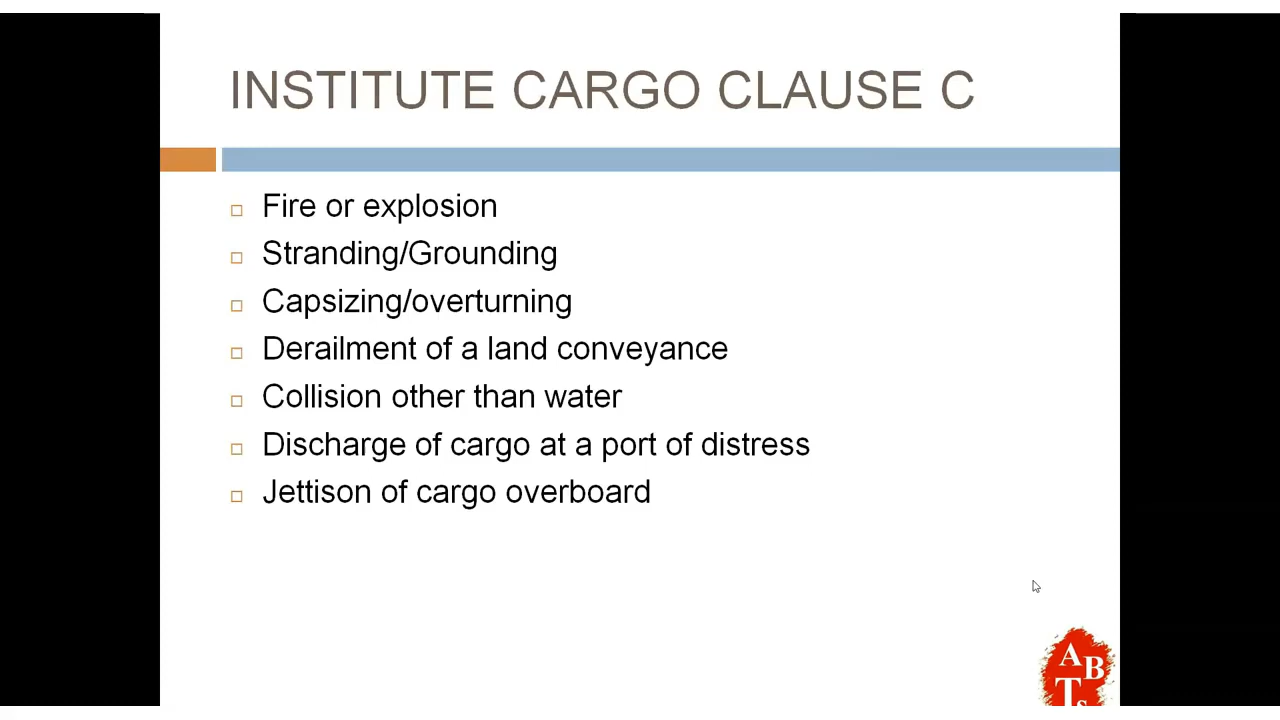 INSTITUTE CARGO CLAUSE C
Fire or explosion
Stranding/Grounding
Capsizing/overturning
Derailment of a land conveyance
Collision other than water
Discharge of cargo at a port of distress
Jettison of cargo overboard
A B
Ts